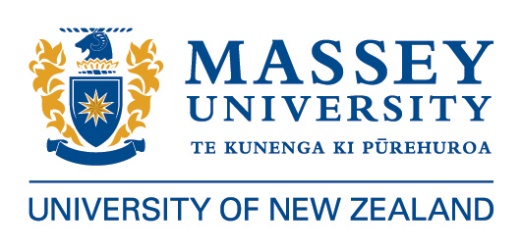 MASSEY
UNIVERSITY
TE KUNENGA KI PŪREHUROA
UNIVERSITY OF NEW ZEALAND